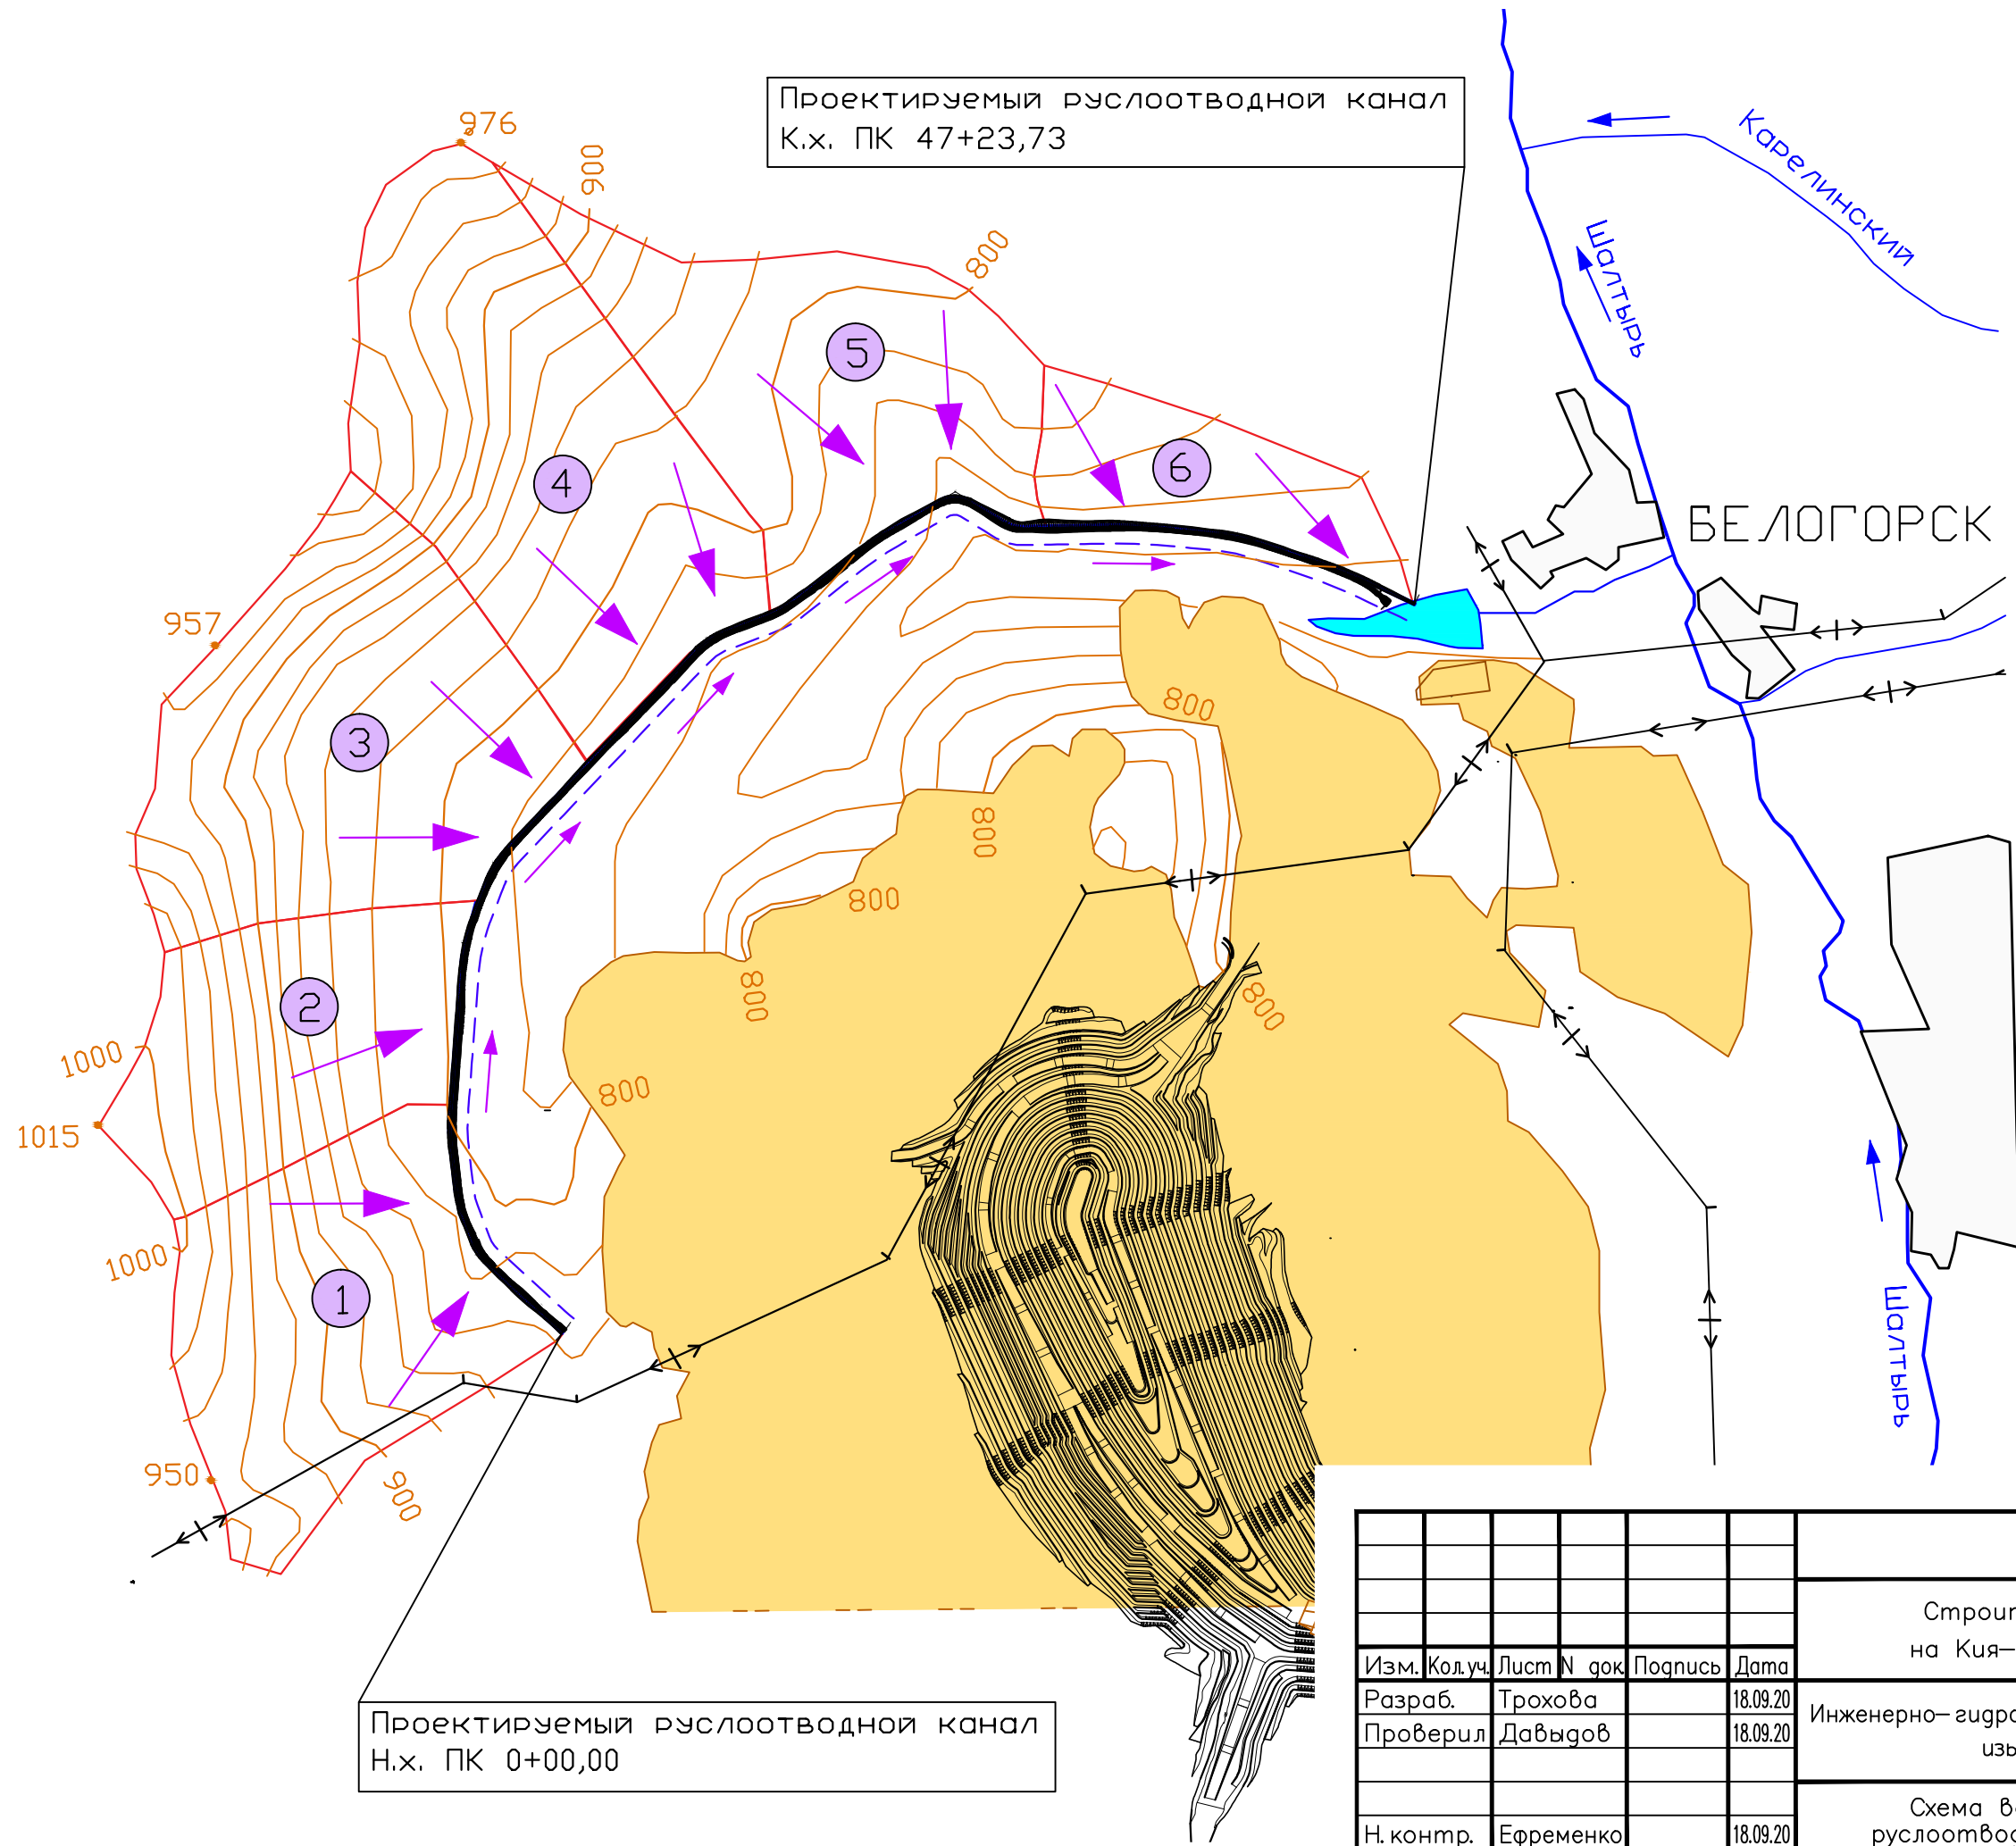 Проектируемый руслоотводной канал
К.х. ПК 47+23,73
976
900
800
Карелинский
Шалтырь
5
6
4
БЕЛОГОРСК
957
3
800
800
800
2
800
800
1000
800
1015
1000
1
Шалтырь
950
900
Проектируемый руслоотводной канал
Н.х. ПК 0+00,00
на Кия–
Изм. Кол.уч. Лист N док. Подпись Дата
Разраб. Трохова 18.09.20
Проверил Давыдов 18.09.20
Схема
Н. контр. Ефременко 18.09.20